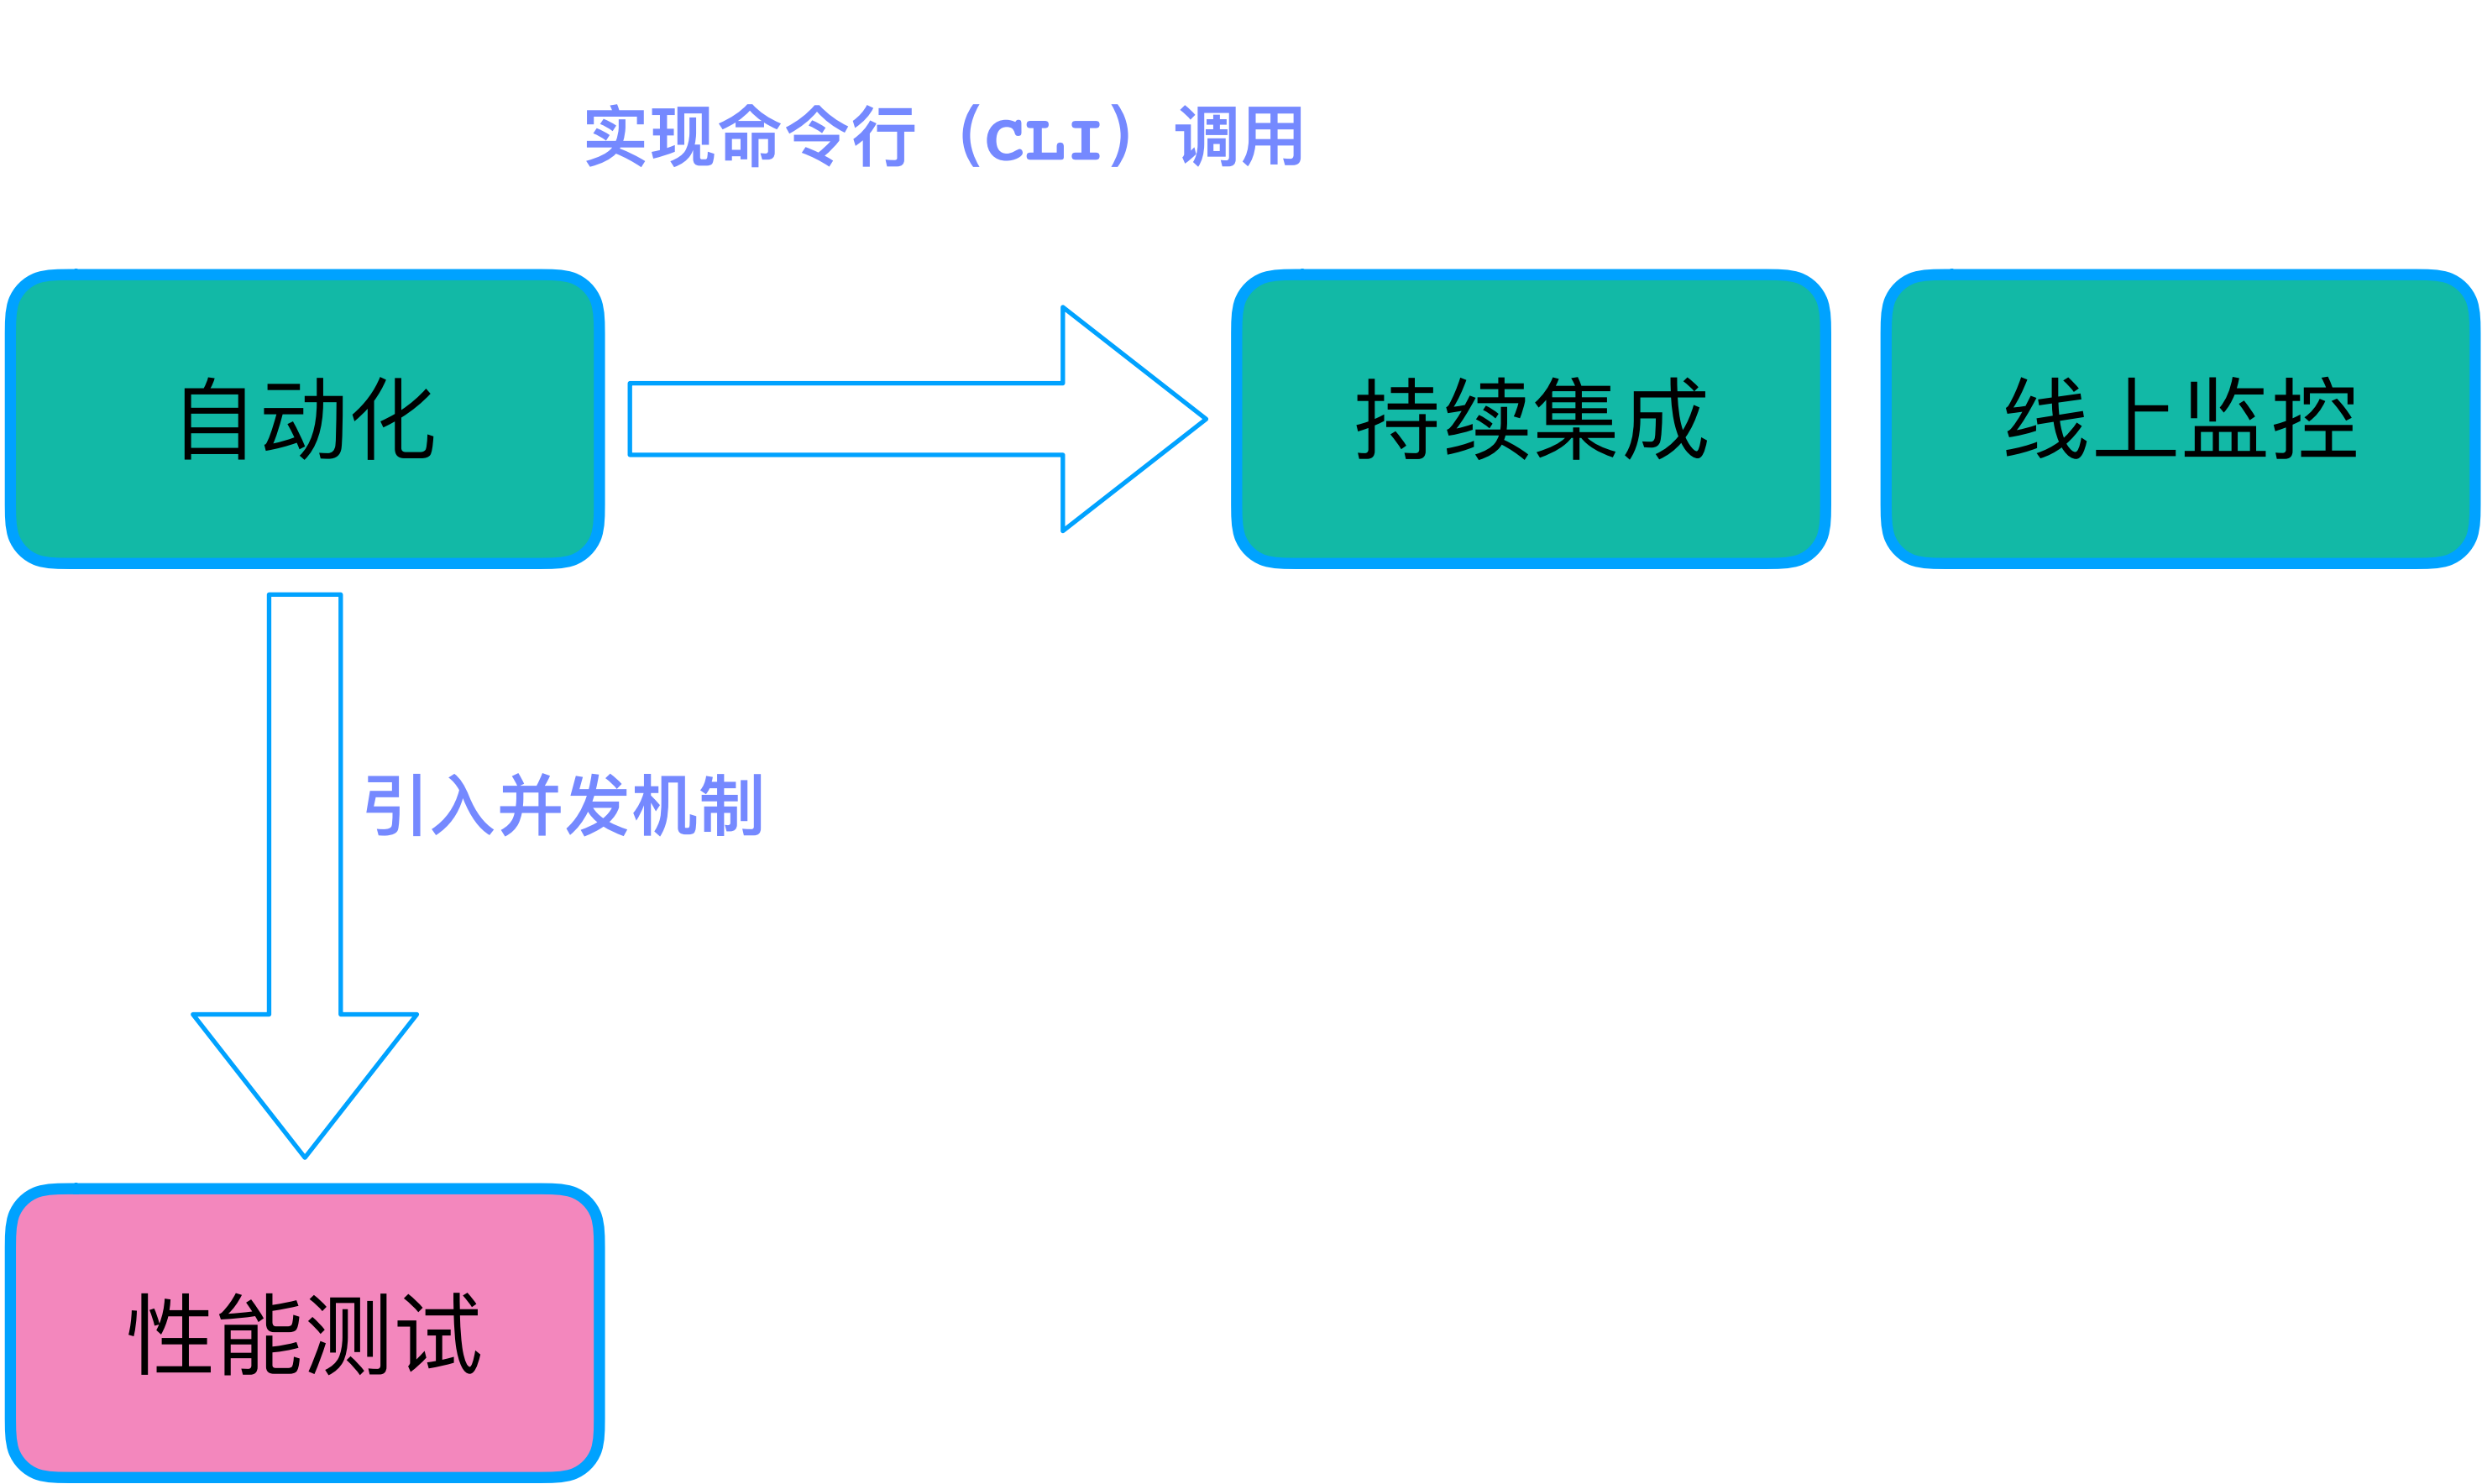 实现命令行（CLI）调用
自动化
持续集成
线上监控
引入并发机制
性能测试